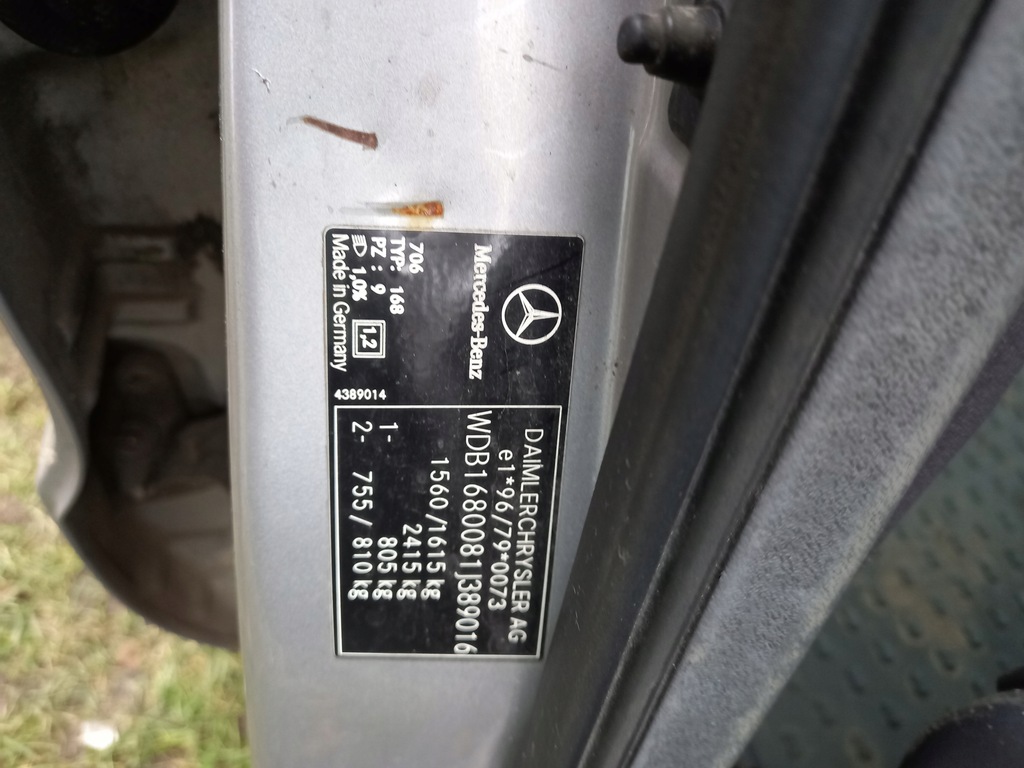 Mercedes-Benz
706
TYP: 168
PZ : 9
1,0% 1,2
Made in Germany
4389014
DAIMLERCHRYSLER AG
e1*96/79*0073
WDB1680081J389016
1560/1615 kg
2415 kg
1- 805 kg
2- 755/ 810 kg